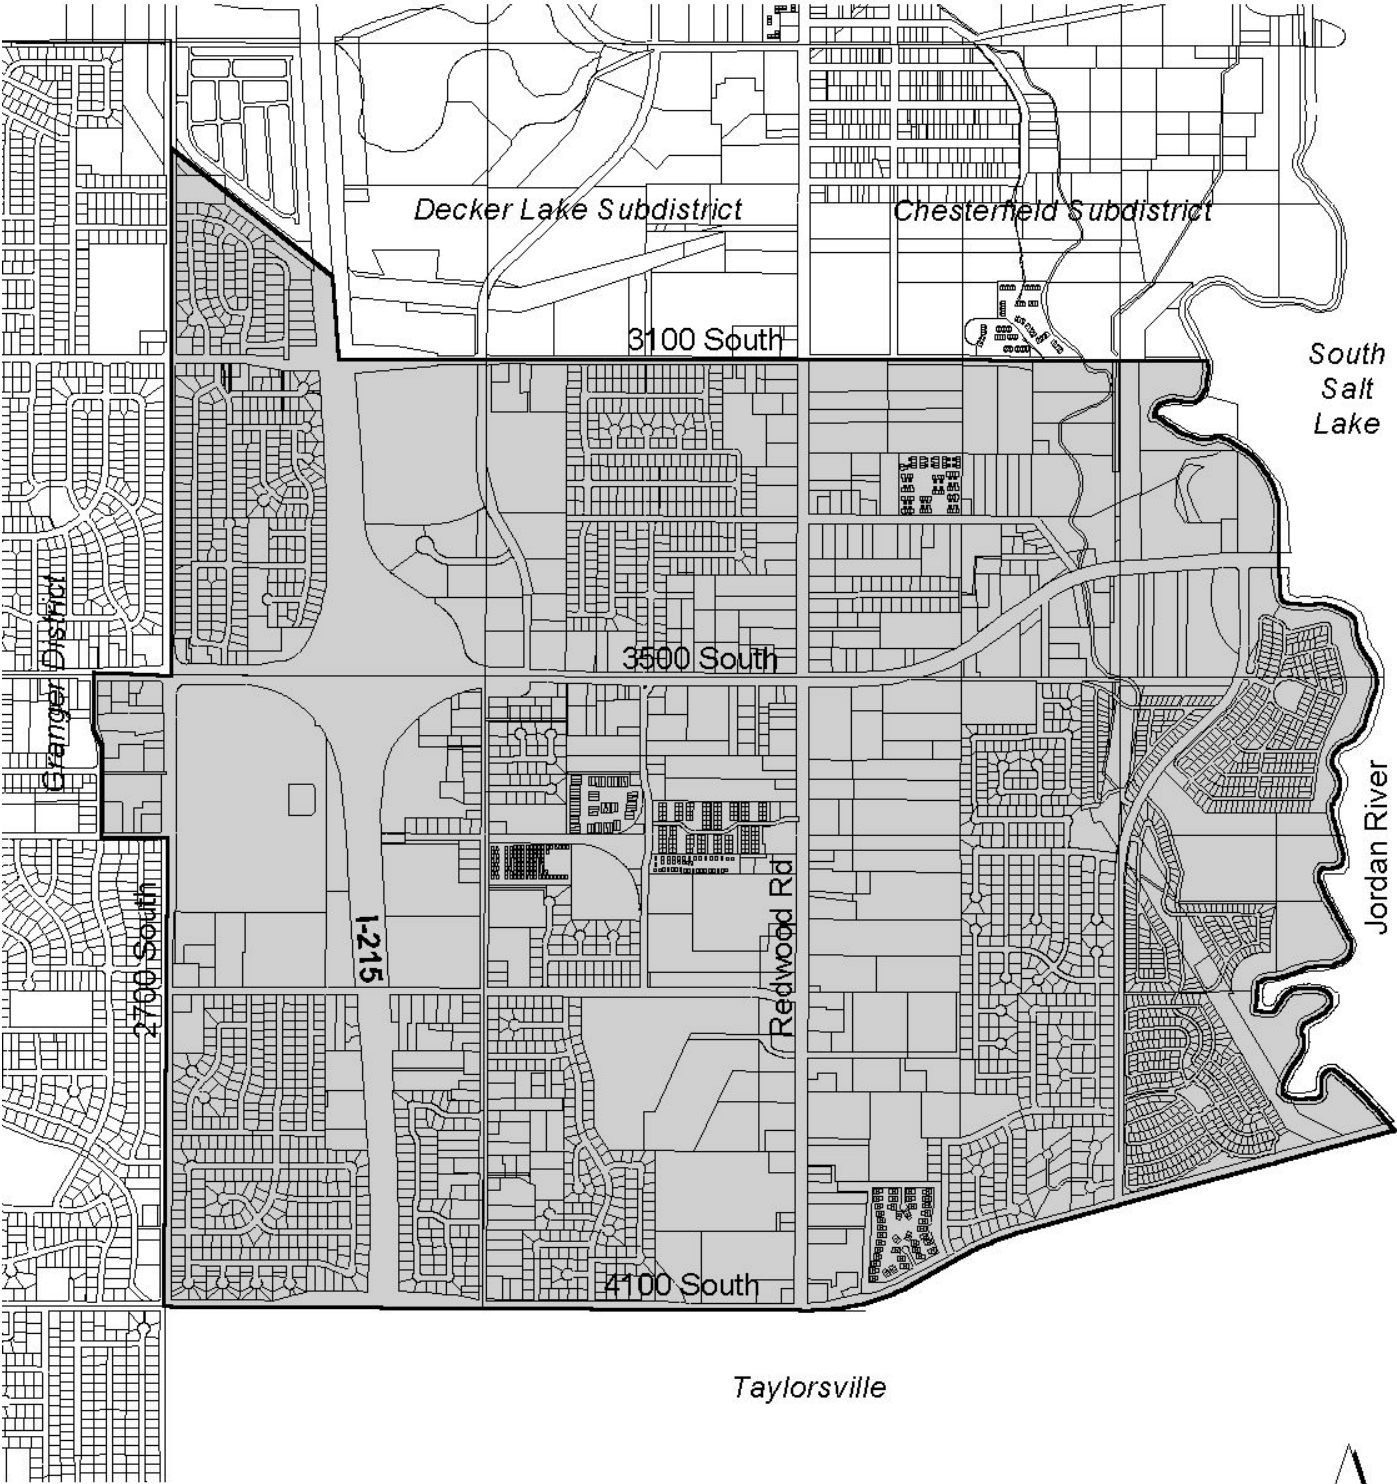 Decker Lake Subdistrict
Chesterfield Subdistrict
3100 South
South
Salt
Lake
Granger District
3500 South
Jordan River
2700 South
I-215
Redwood Rd
4100 South
Taylorsville